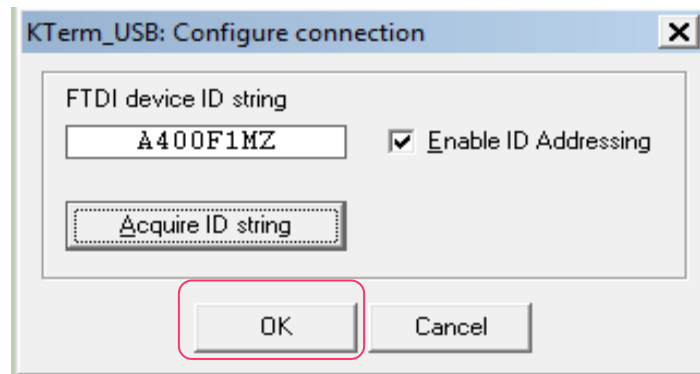 KTerm_USB: Configure connection
FTDI device ID string
A400F1MZ
Enable ID Addressing
Acquire ID string
OK
Cancel